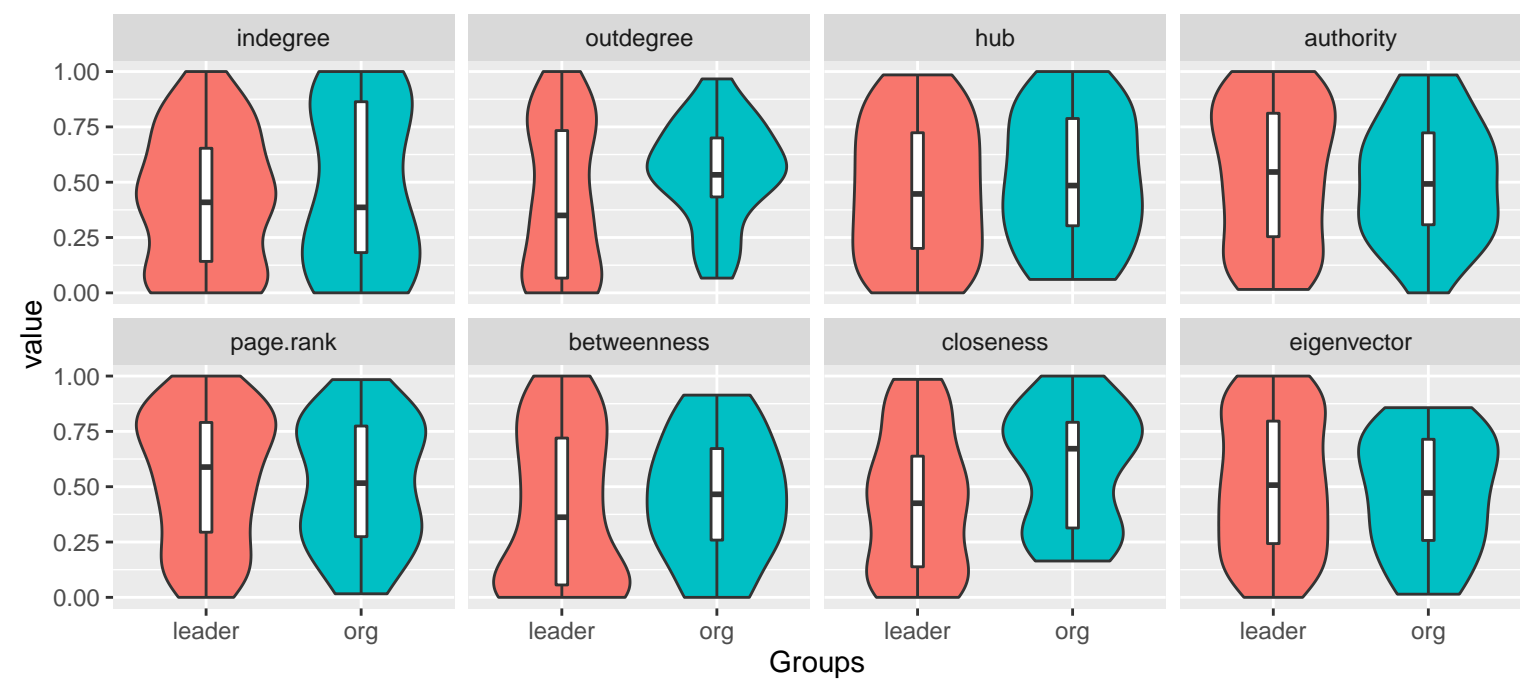 indegree outdegree hub authority
1.00
0.75
0.50
0.25
0.00
value
page.rank betweenness closeness eigenvector
1.00
0.75
0.50
0.25
0.00
leader org leader org leader org leader org
Groups